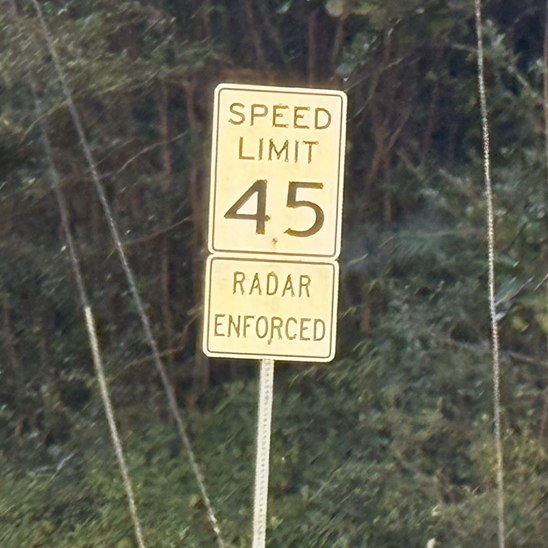 SPEED
LIMIT
45
RADAR
ENFORCED